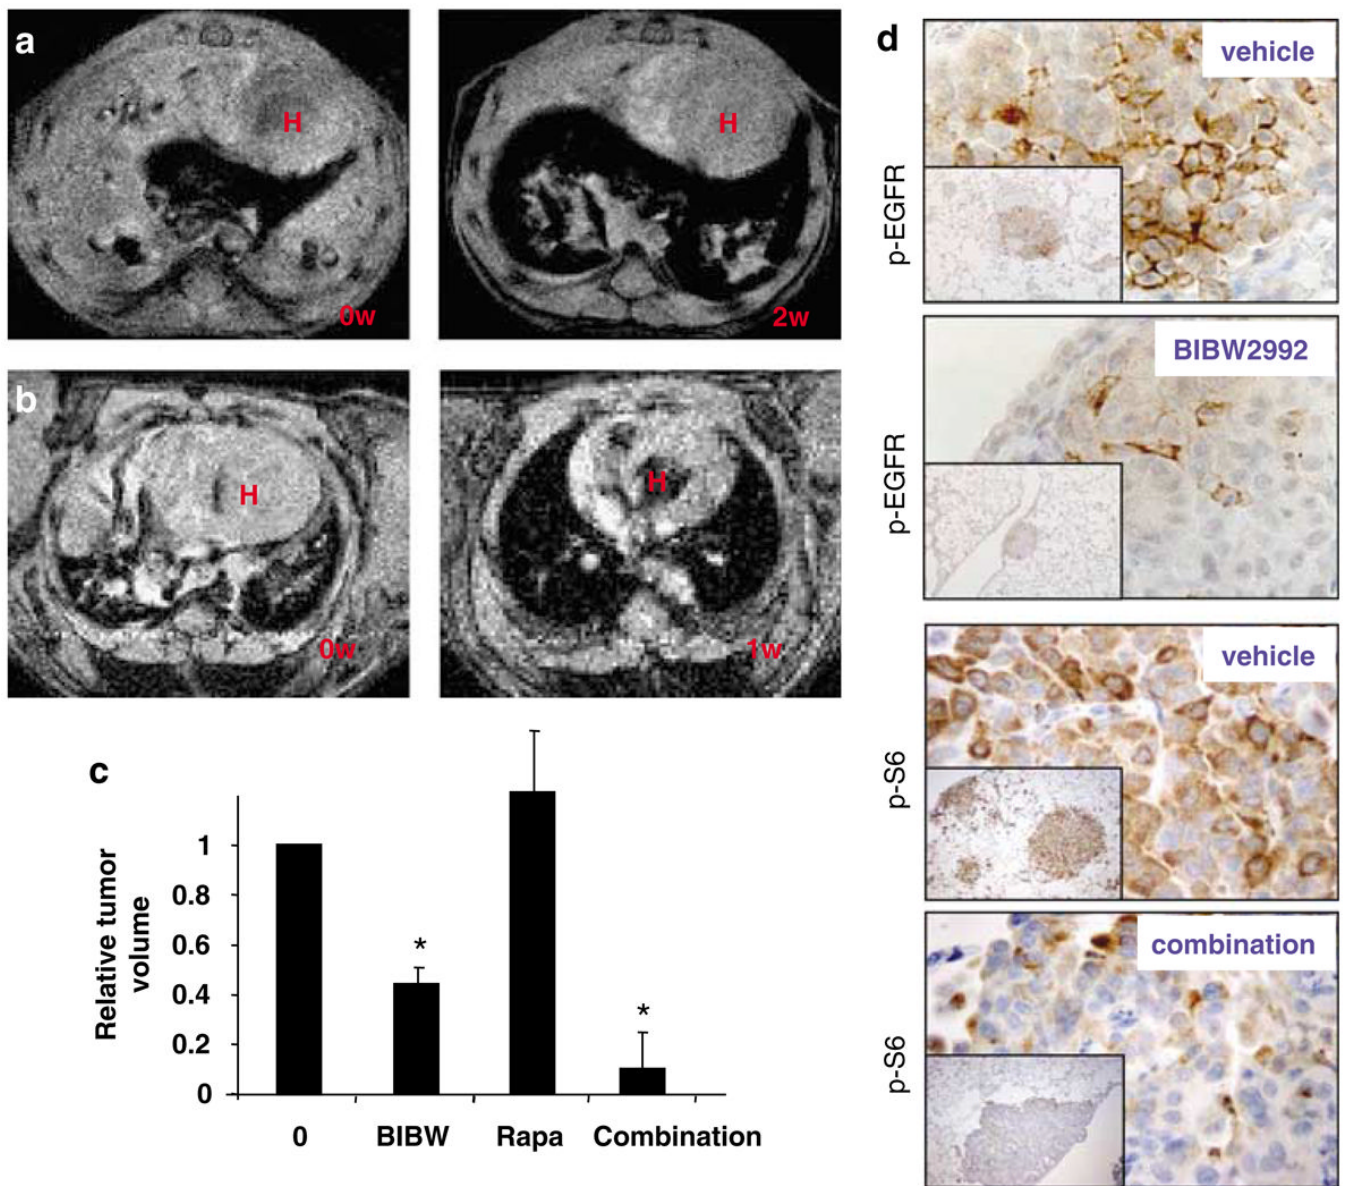 a
H
0w
H
2w
b
H
0w
H
1w
c
Relative tumor
volume
1
0.8
0.6
0.4
0.2
0
*
*
0
BIBW
Rapa
Combination
d
p-EGFR
vehicle
p-EGFR
BIBW2992
p-S6
vehicle
p-S6
combination